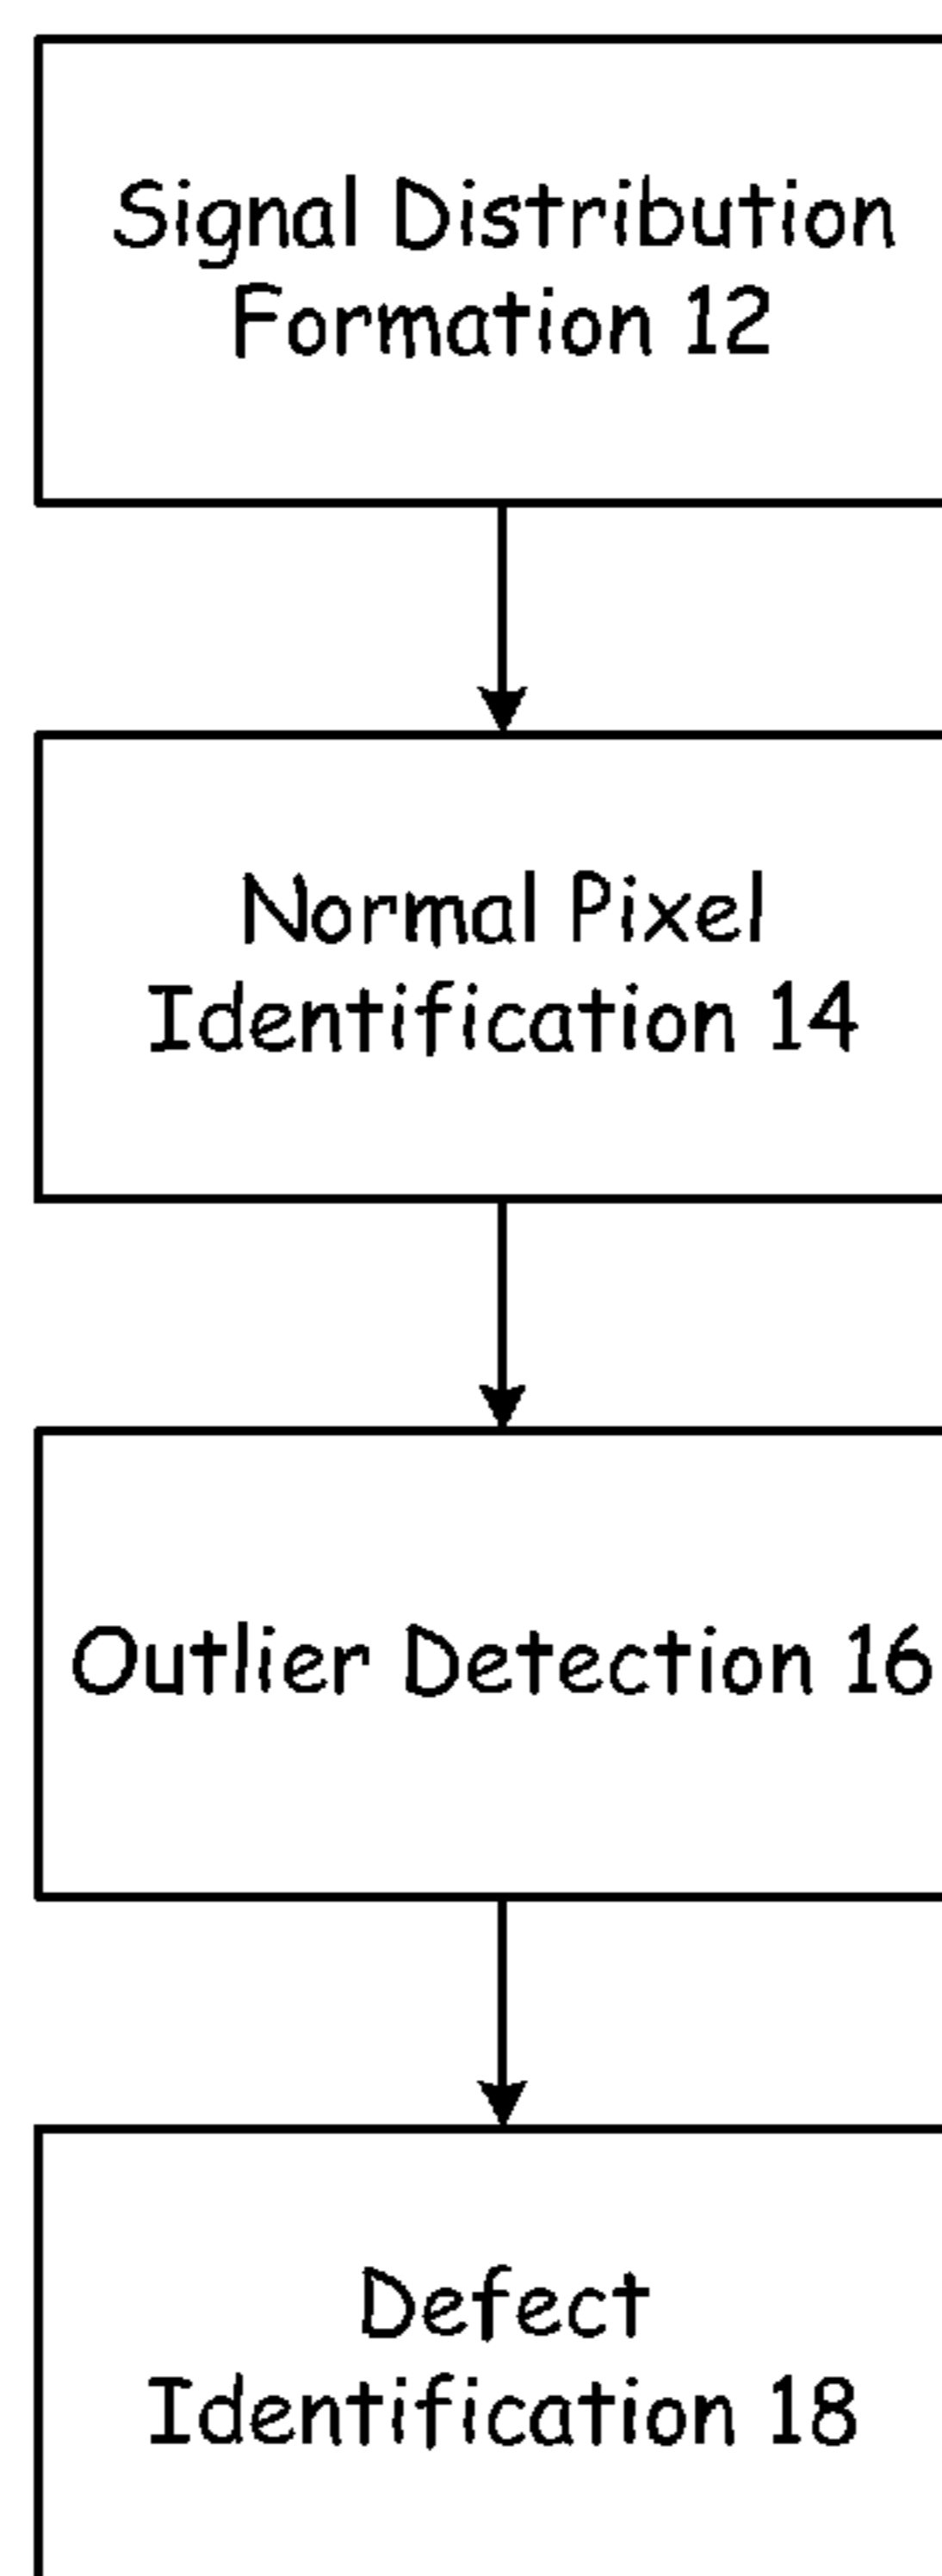 Signal Distribution
Formation 12
Normal Pixel
Identification 14
Outlier Detection 16
Defect
Identification 18